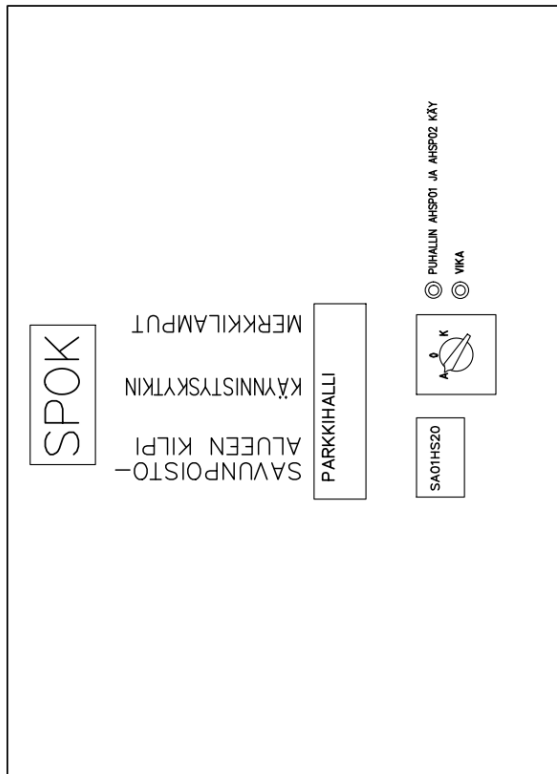 SPOK
SAVUNPOISTO-
ALUEEN KILPI
KÄYNNISTYSKYTKIN
MERKKILAMPUT
PARKKIHALLI
SA01HS20
A 0 K
PUHALLIN AHSP01 JA AHSP02 KÄY
VIKA